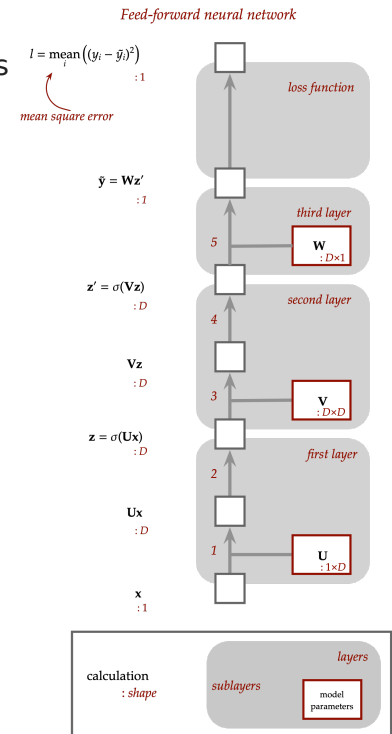 Feed-forward neural network
s
l = mean_i ((y_i − ỹ_i)²)
: 1
mean square error
loss function
ỹ = Wz′
: 1
third layer
5
W
: D×1
z′ = σ(Vz)
: D
second layer
4
Vz
: D
3
V
: D×D
z = σ(Ux)
: D
first layer
2
Ux
: D
1
U
: 1×D
x
: 1
layers
calculation
: shape
sublayers
model
parameters